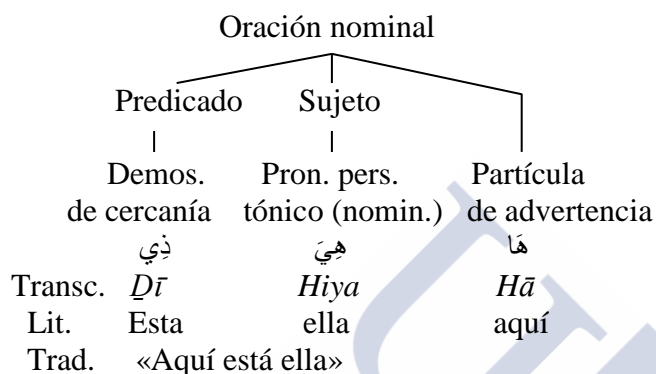 Oración nominal
Predicado Sujeto
Demos. Pron. pers. Partícula
de cercanía tónico (nomin.) de advertencia
ذِي هِيَ هَا
Transc. Ḏī Hiya Hā
Lit. Esta ella aquí
Trad. «Aquí está ella»